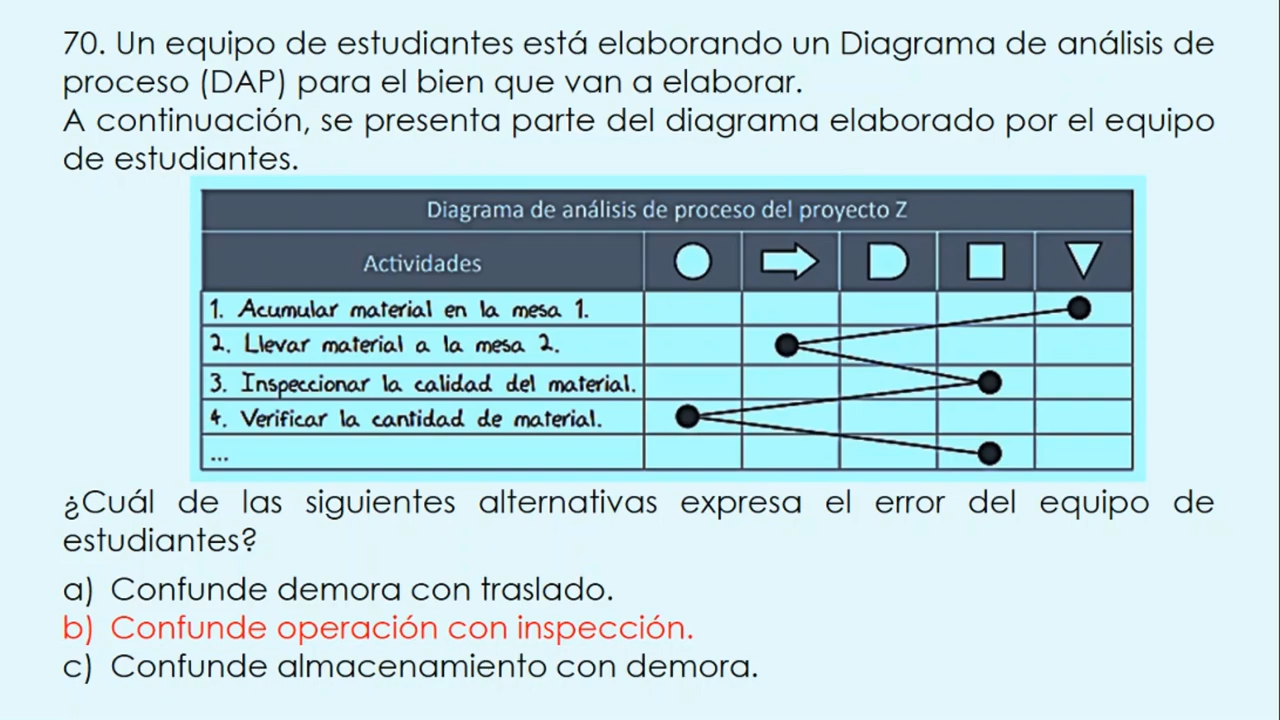 70. Un equipo de estudiantes está elaborando un Diagrama de análisis de
proceso (DAP) para el bien que van a elaborar.
A continuación, se presenta parte del diagrama elaborado por el equipo
de estudiantes.
Diagrama de análisis de proceso del proyecto Z
Actividades
1. Acumular material en la mesa 1.
2. Llevar material a la mesa 2.
3. Inspeccionar la calidad del material.
4. Verificar la cantidad de material.
...
¿Cuál de las siguientes alternativas expresa el error del equipo de
estudiantes?
a) Confunde demora con traslado.
b) Confunde operación con inspección.
c) Confunde almacenamiento con demora.